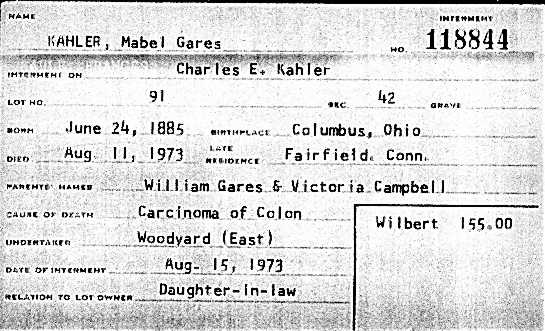 NAME INTERMENT
KAHLER, Mabel Gares NO. 118844
INTERMENT ON Charles E. Kahler
LOT NO. 91 SEC. 42 GRAVE
BORN June 24, 1885 BIRTHPLACE Columbus, Ohio
DIED Aug. 11, 1973 LATE RESIDENCE Fairfield, Conn.
PARENTS' NAMES William Gares & Victoria Campbell
CAUSE OF DEATH Carcinoma of Colon
Wilbert 155.00
UNDERTAKER Woodyard (East)
DATE OF INTERMENT Aug. 15, 1973
RELATION TO LOT OWNER Daughter-in-law